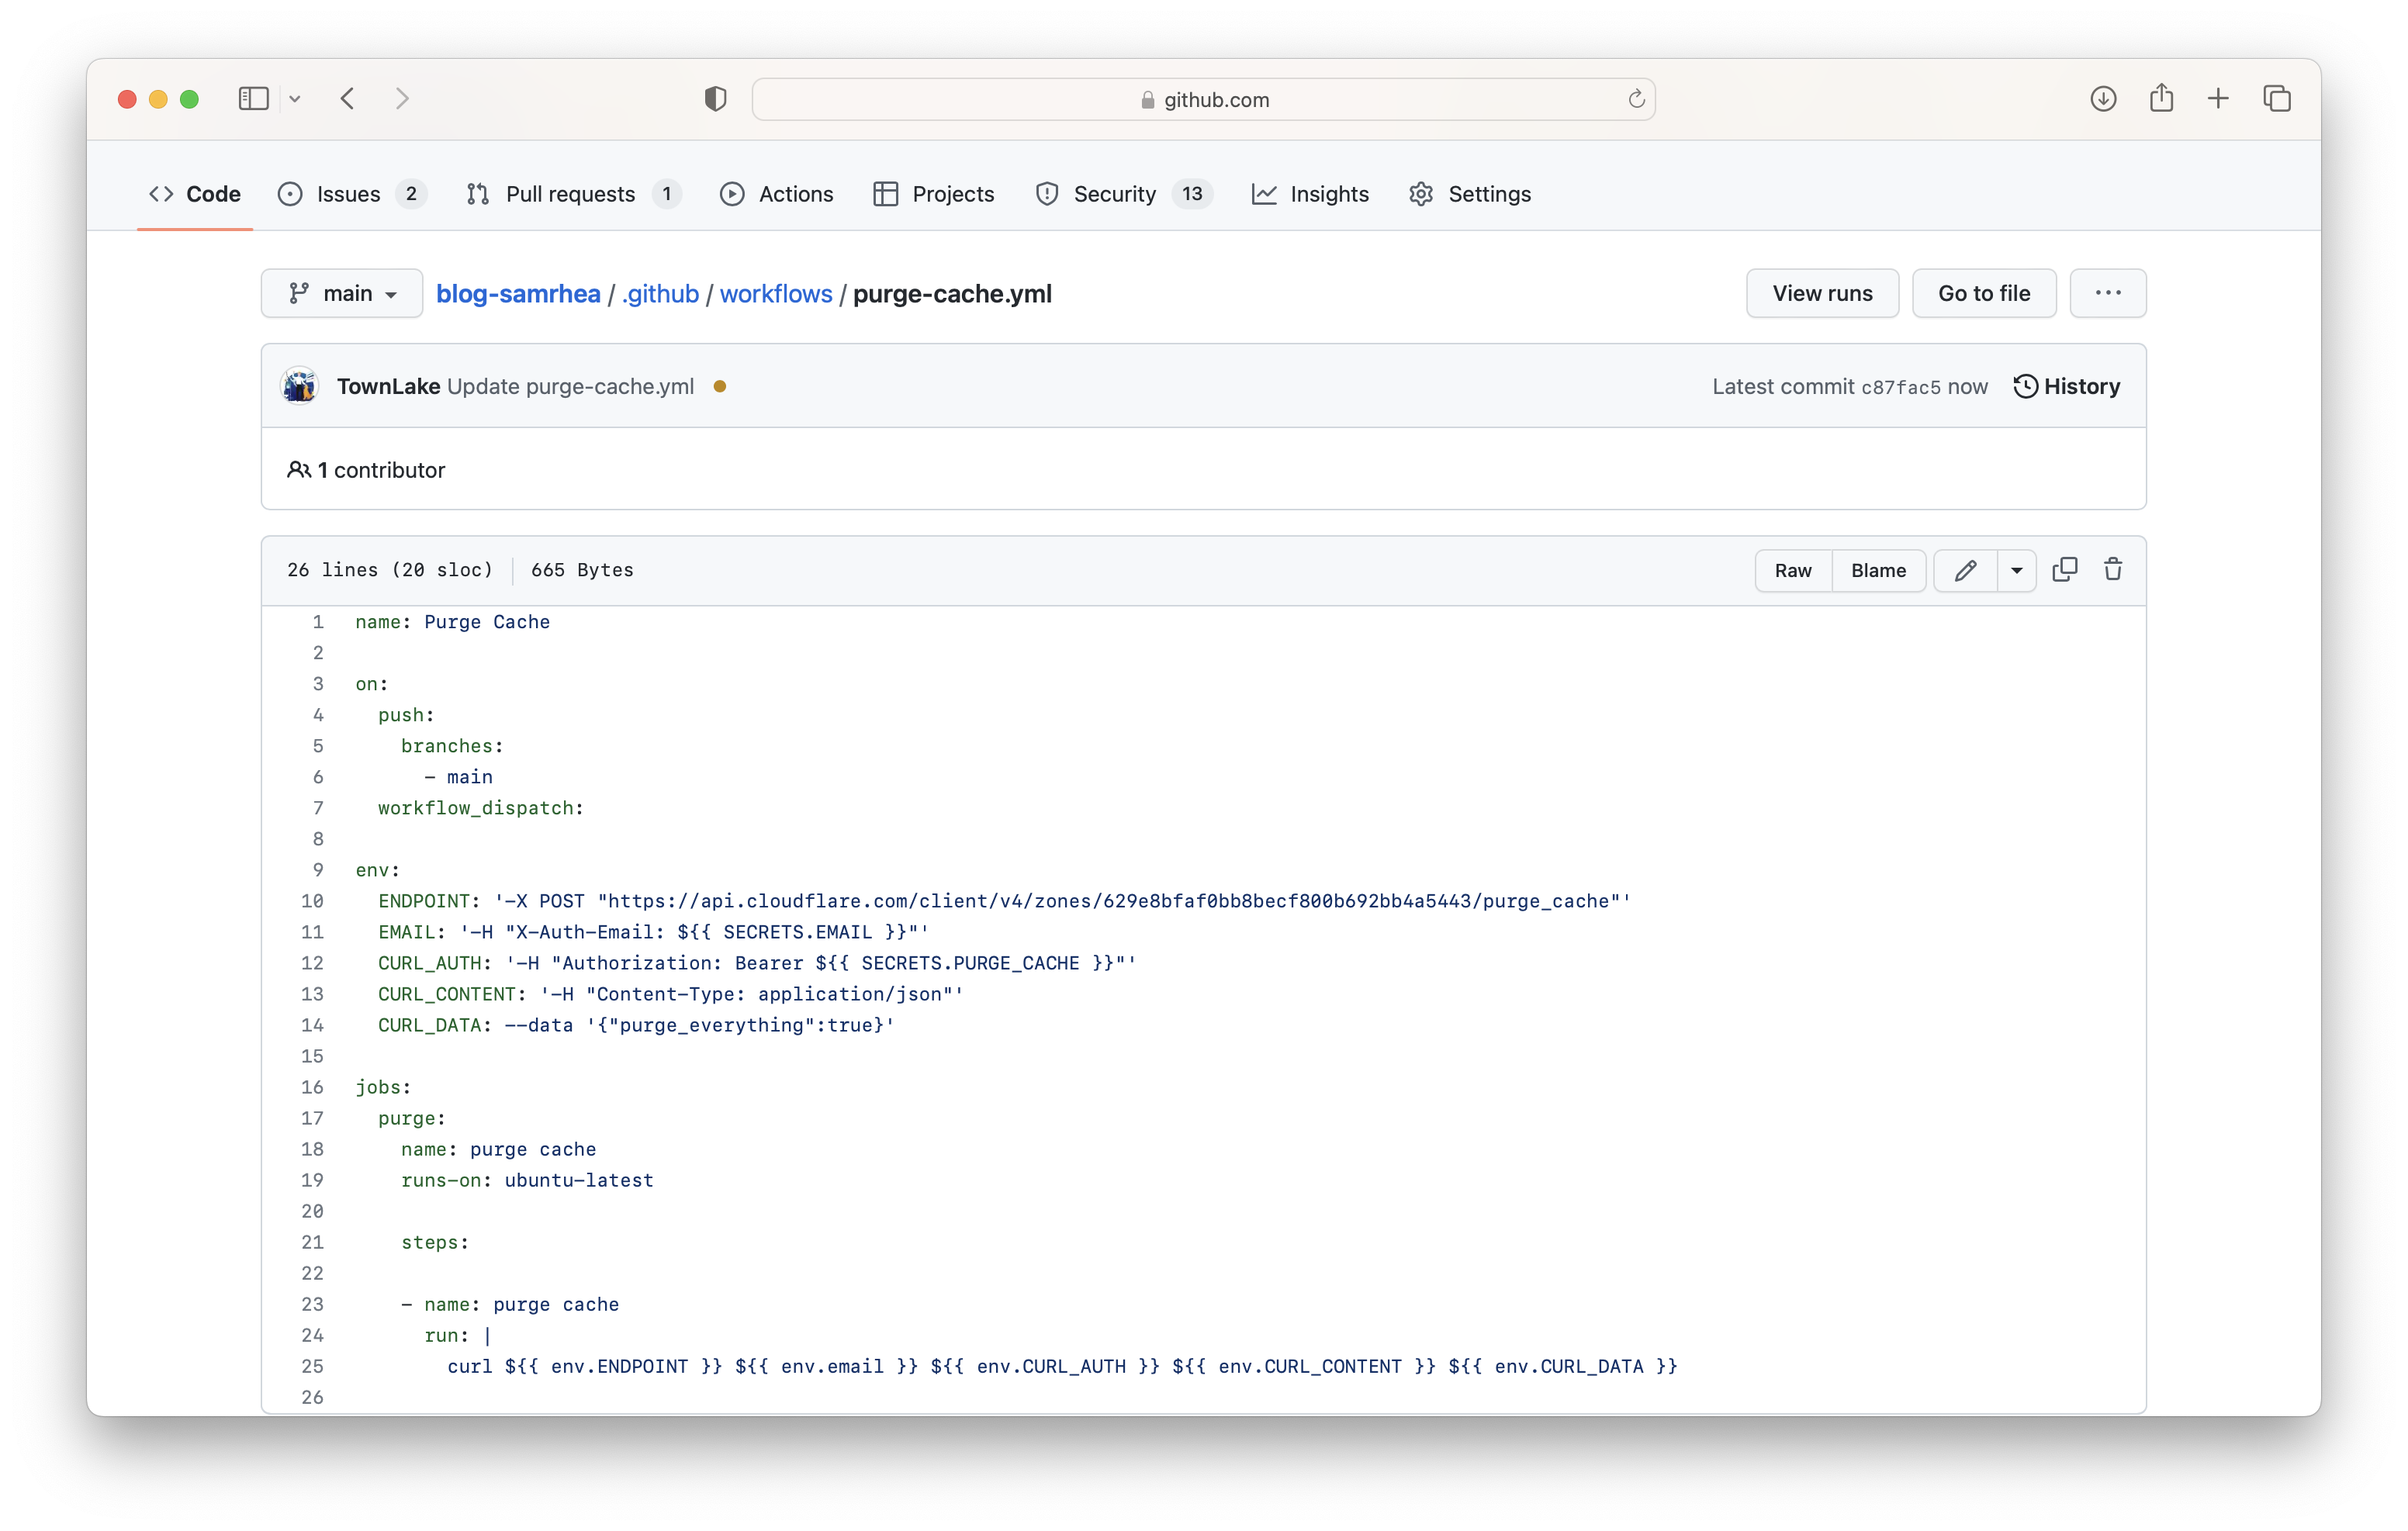 github.com
Code Issues 2 Pull requests 1 Actions Projects Security 13 Insights Settings
main blog-samrhea / .github / workflows / purge-cache.yml View runs Go to file ...
TownLake Update purge-cache.yml Latest commit c87fac5 now History
1 contributor
26 lines (20 sloc) 665 Bytes Raw Blame
1 name: Purge Cache
2
3 on:
4   push:
5     branches:
6       - main
7   workflow_dispatch:
8
9 env:
10   ENDPOINT: '-X POST "https://api.cloudflare.com/client/v4/zones/629e8bfaf0bb8becf800b692bb4a5443/purge_cache"'
11   EMAIL: '-H "X-Auth-Email: ${{ SECRETS.EMAIL }}"'
12   CURL_AUTH: '-H "Authorization: Bearer ${{ SECRETS.PURGE_CACHE }}"'
13   CURL_CONTENT: '-H "Content-Type: application/json"'
14   CURL_DATA: --data '{"purge_everything":true}'
15
16 jobs:
17   purge:
18     name: purge cache
19     runs-on: ubuntu-latest
20
21     steps:
22
23     - name: purge cache
24       run: |
25         curl ${{ env.ENDPOINT }} ${{ env.email }} ${{ env.CURL_AUTH }} ${{ env.CURL_CONTENT }} ${{ env.CURL_DATA }}
26